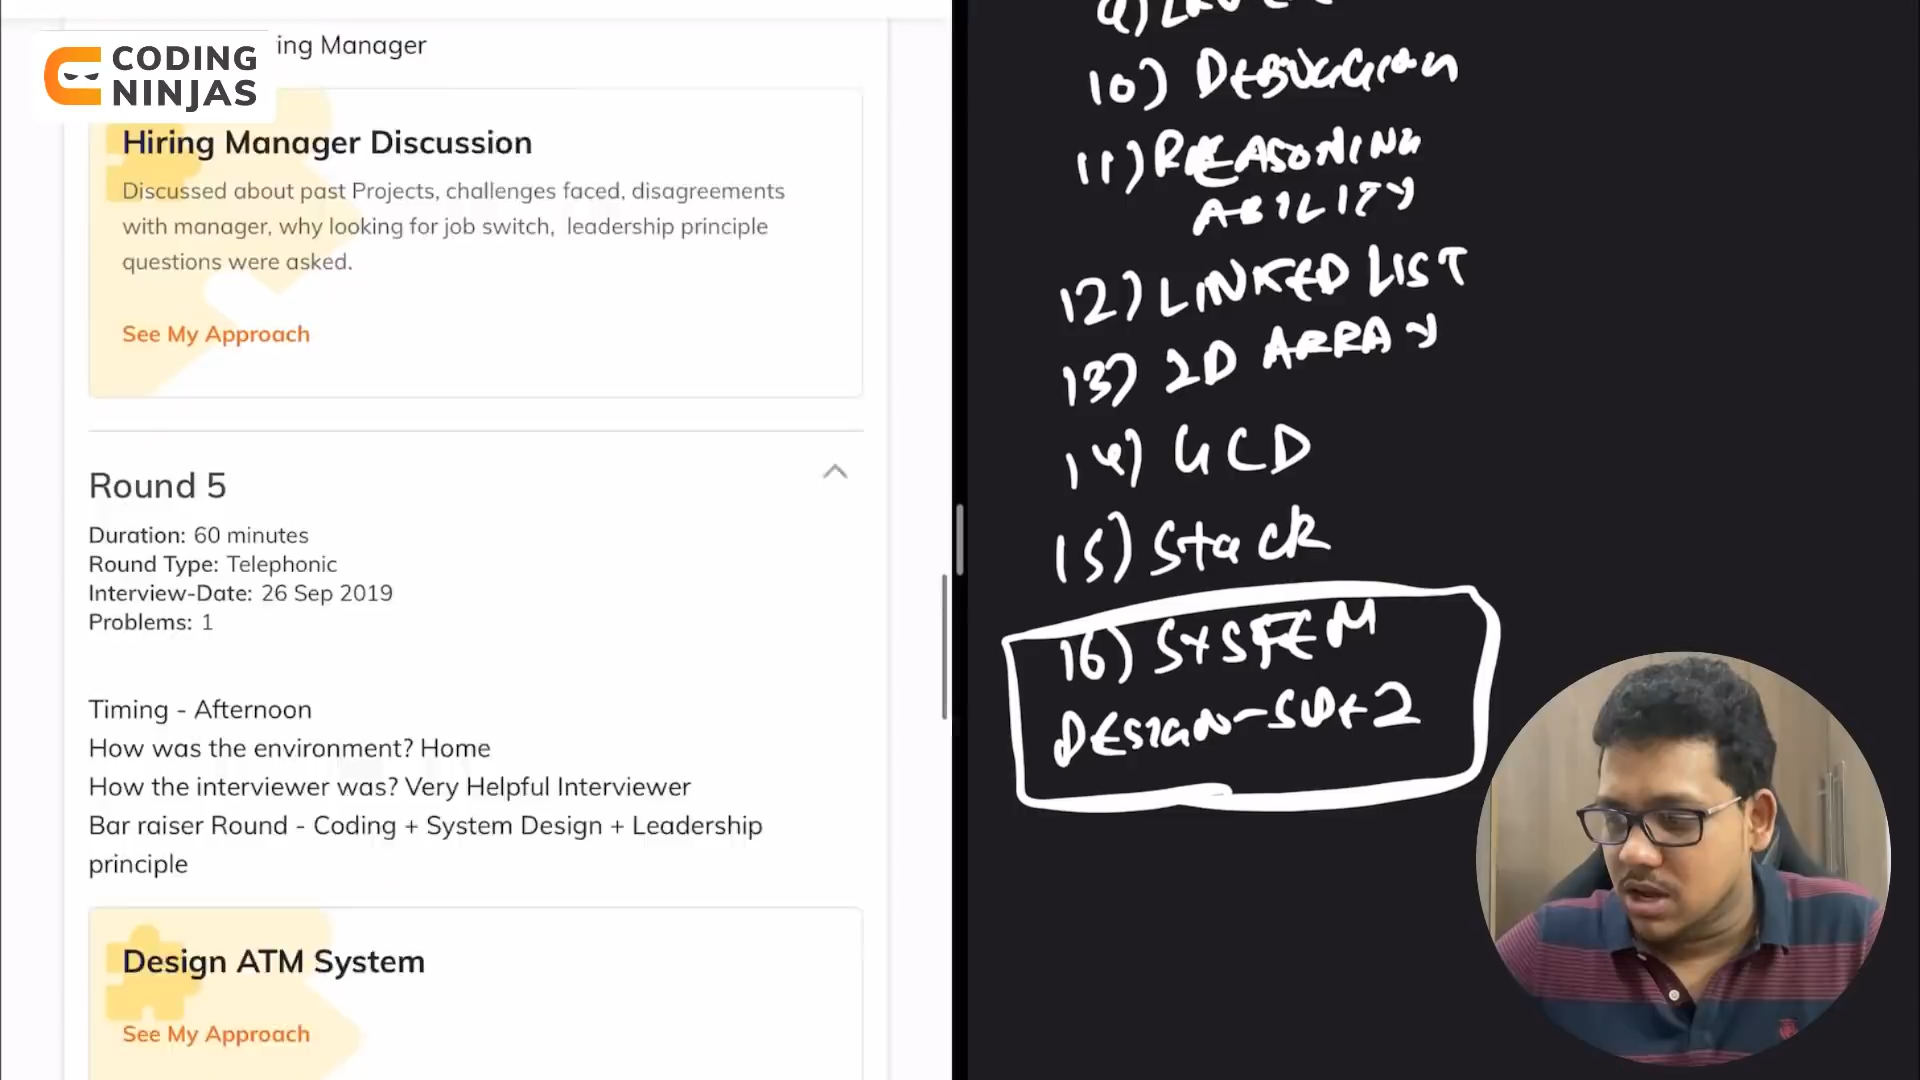 CODING
NINJAS
ing Manager
Hiring Manager Discussion
Discussed about past Projects, challenges faced, disagreements
with manager, why looking for job switch, leadership principle
questions were asked.
See My Approach
Round 5
Duration: 60 minutes
Round Type: Telephonic
Interview-Date: 26 Sep 2019
Problems: 1
Timing - Afternoon
How was the environment? Home
How the interviewer was? Very Helpful Interviewer
Bar raiser Round - Coding + System Design + Leadership
principle
Design ATM System
See My Approach
10)
11) REASONING
ABILITY
12) LINKED LIST
13) 2D ARRAY
14) GCD
15) Stack
16) SYSTEM
DESIGN-SDE2